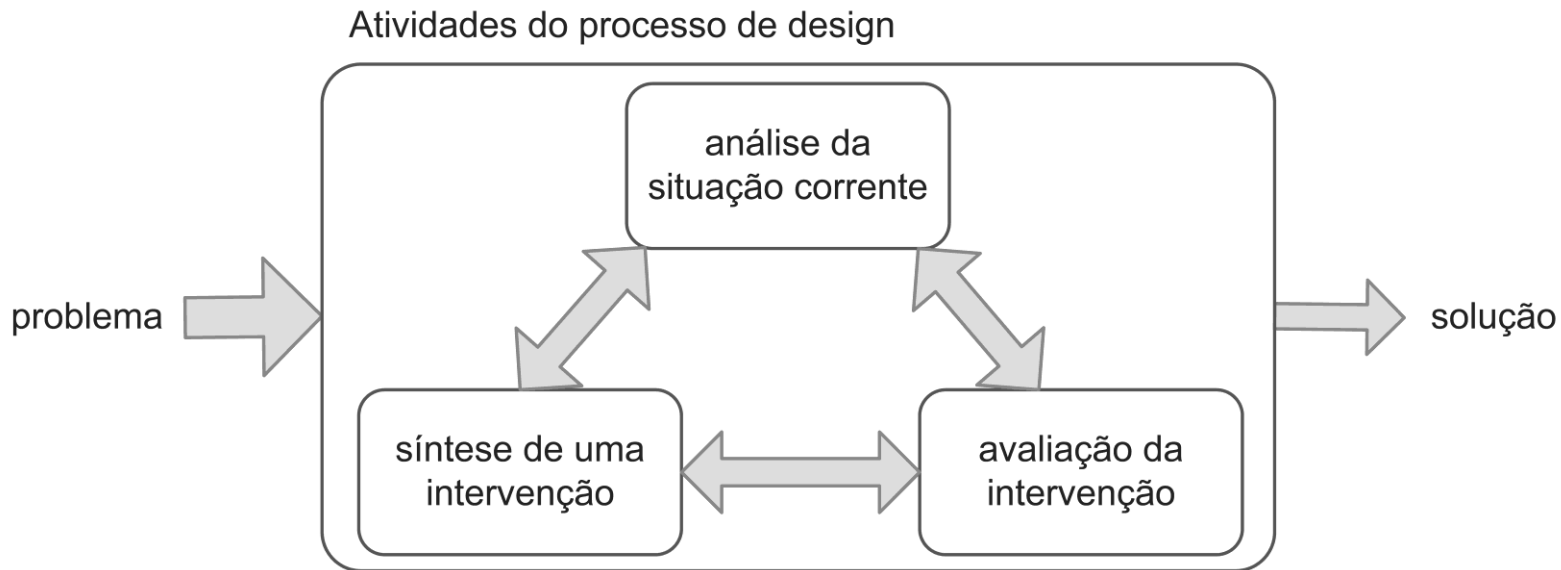 Atividades do processo de design
análise da
situação corrente
problema
solução
síntese de uma
intervenção
avaliação da
intervenção